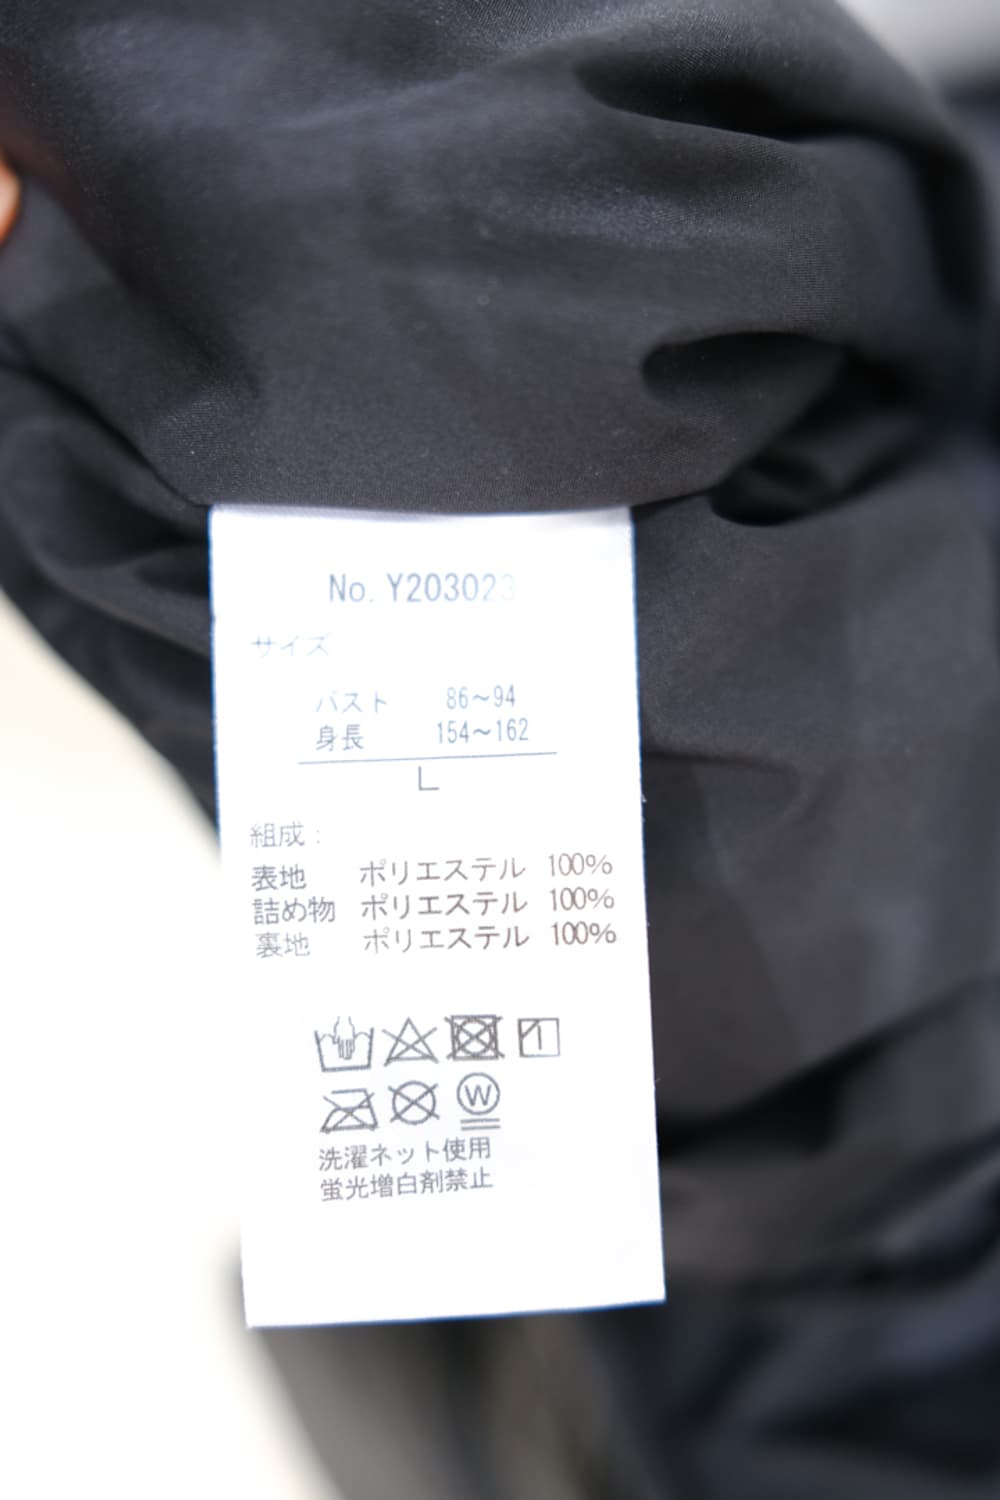 No. Y203023
サイズ
バスト 86～94
身長 154～162
L
組成：
表地 ポリエステル 100%
詰め物 ポリエステル 100%
裏地 ポリエステル 100%
W
洗濯ネット使用
蛍光増白剤禁止